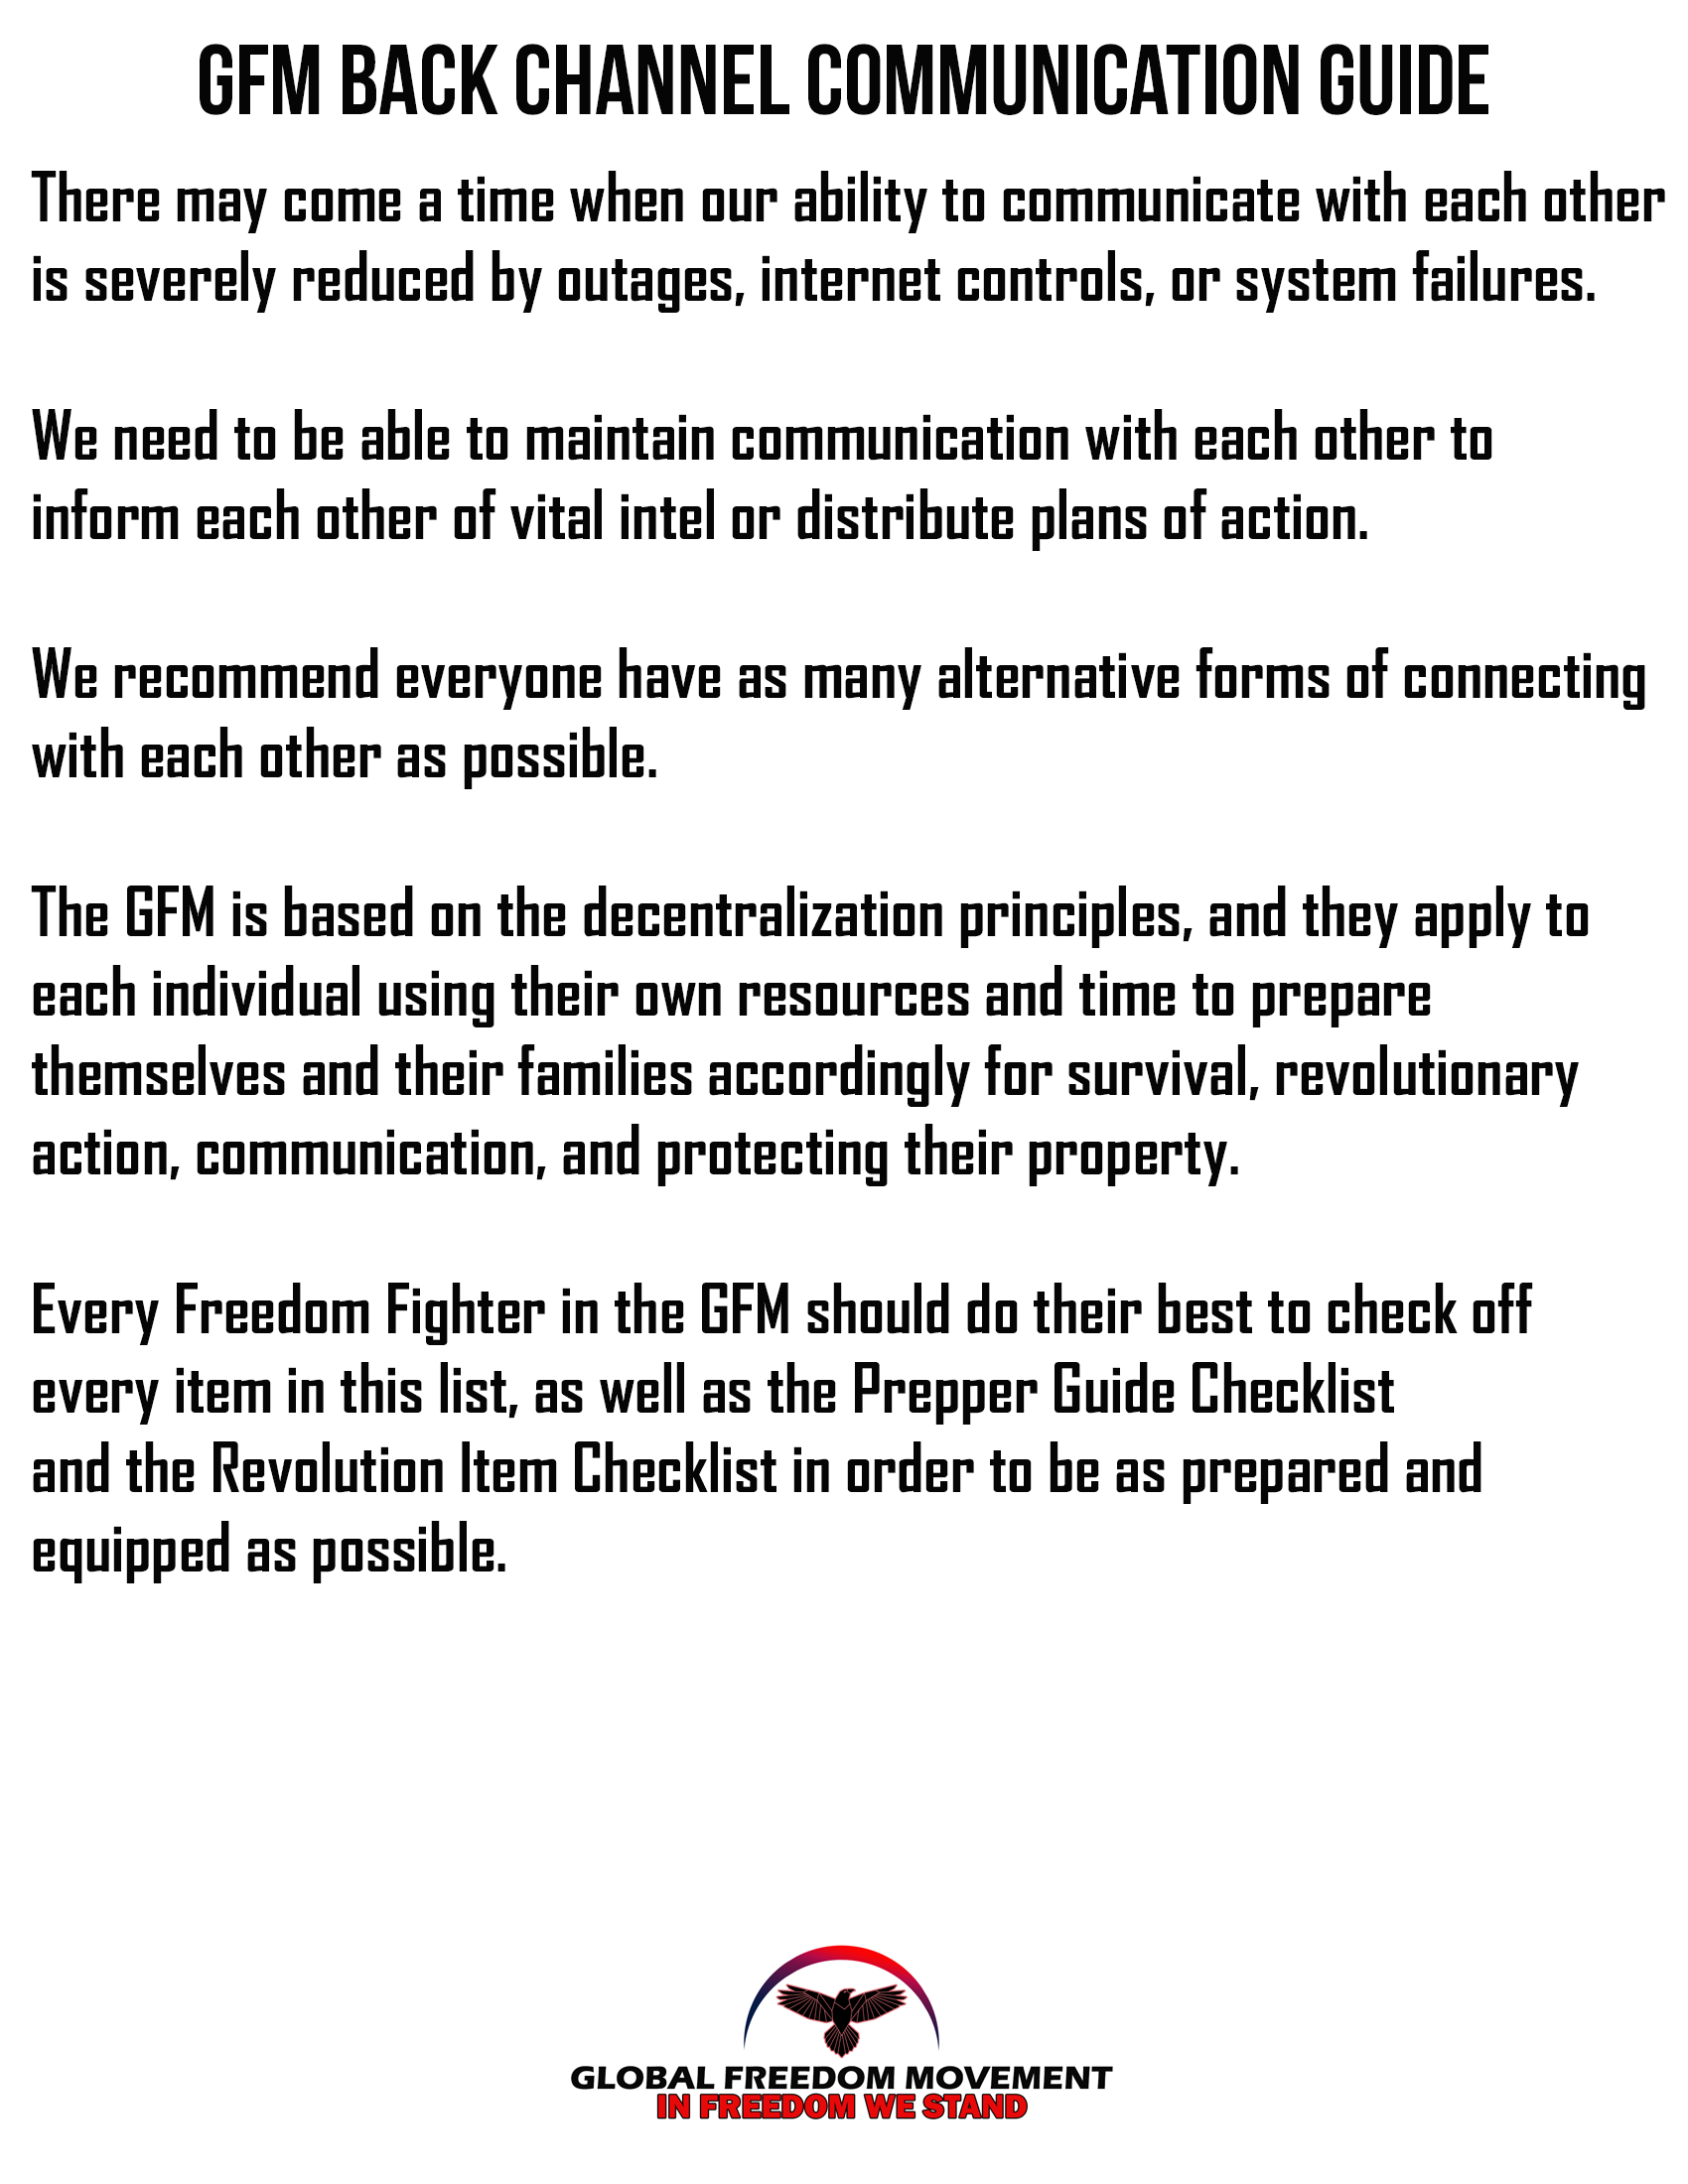 GFM BACK CHANNEL COMMUNICATION GUIDE
There may come a time when our ability to communicate with each other
is severely reduced by outages, internet controls, or system failures.
We need to be able to maintain communication with each other to
inform each other of vital intel or distribute plans of action.
We recommend everyone have as many alternative forms of connecting
with each other as possible.
The GFM is based on the decentralization principles, and they apply to
each individual using their own resources and time to prepare
themselves and their families accordingly for survival, revolutionary
action, communication, and protecting their property.
Every Freedom Fighter in the GFM should do their best to check off
every item in this list, as well as the Prepper Guide Checklist
and the Revolution Item Checklist in order to be as prepared and
equipped as possible.
GLOBAL FREEDOM MOVEMENT
IN FREEDOM WE STAND